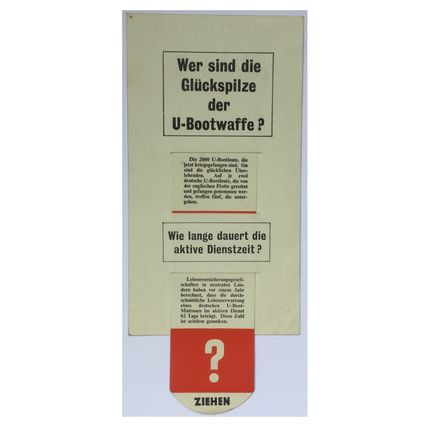 Wer sind die
Glückspilze
der
U-Bootwaffe?
Die 2000 U-Bootleute, die
jetzt kriegsgefangen sind. Sie
sind die glücklichen Über-
lebenden. Auf je zwei
deutsche U-Bootleute, die von
der englischen Flotte gerettet
und gefangen genommen wer-
den, treffen fünf, die unter-
gehen.
Wie lange dauert die
aktive Dienstzeit?
Lebensversicherungsgesell-
schaften in neutralen Län-
dern haben vor einem Jahr
berechnet, dass die durch-
schnittliche Lebenserwartung
eines deutschen U-Boot-
Matrosen im aktiven Dienst
62 Tage beträgt. Diese Zahl
ist seitdem gesunken.
?
ZIEHEN